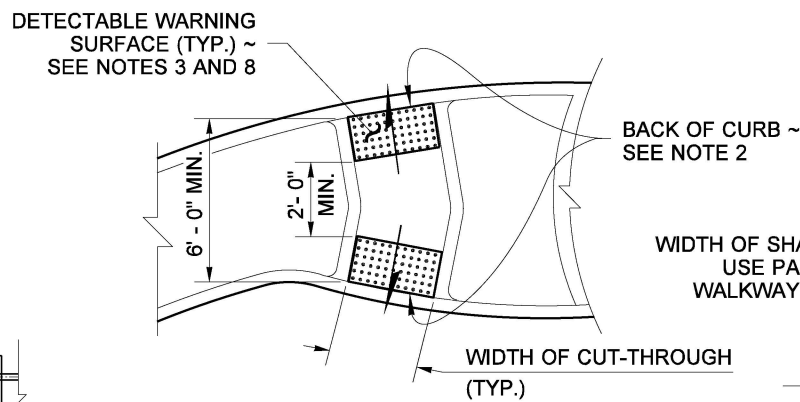 DETECTABLE WARNING
SURFACE (TYP.) ~
SEE NOTES 3 AND 8
BACK OF CURB ~
SEE NOTE 2
6' - 0" MIN.
2' - 0"
MIN.
WIDTH OF SHA
USE PA
WALKWAY
WIDTH OF CUT-THROUGH
(TYP.)